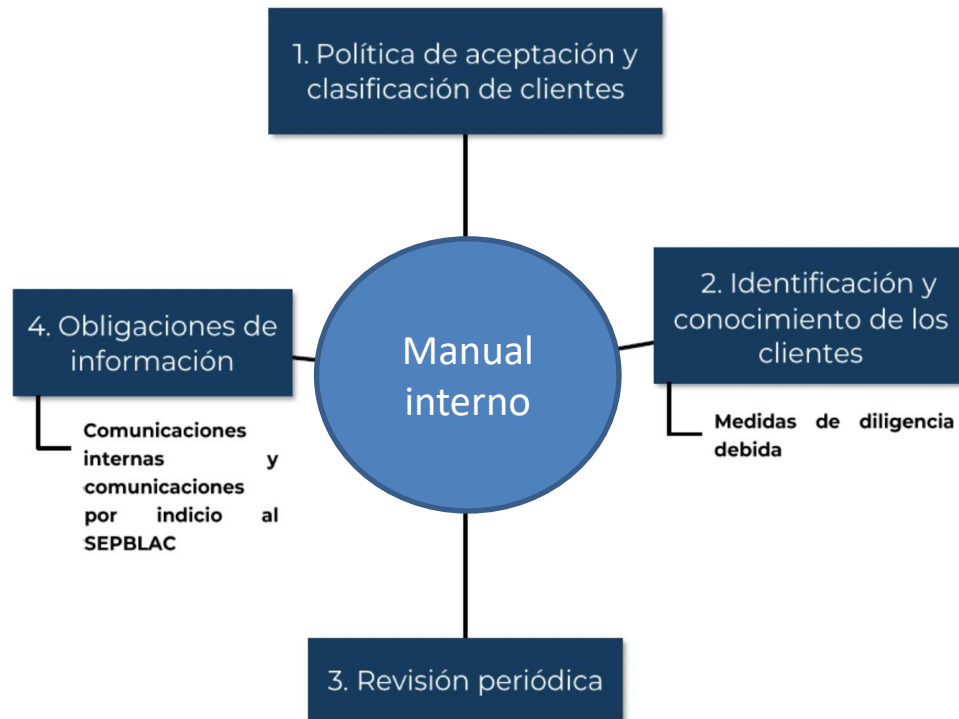 1. Política de aceptación y
clasificación de clientes
2. Identificación y
conocimiento de los
clientes
Medidas de diligencia
debida
Manual
interno
4. Obligaciones de
información
Comunicaciones
internas y
comunicaciones
por indicio al
SEPBLAC
3. Revisión periódica